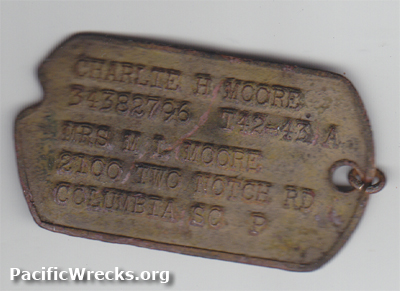 CHARLIE H MOORE
34382796 T42-43 A
MRS M L MOORE
2100 TWO NOTCH RD
COLUMBIA SC P
PacificWrecks.org